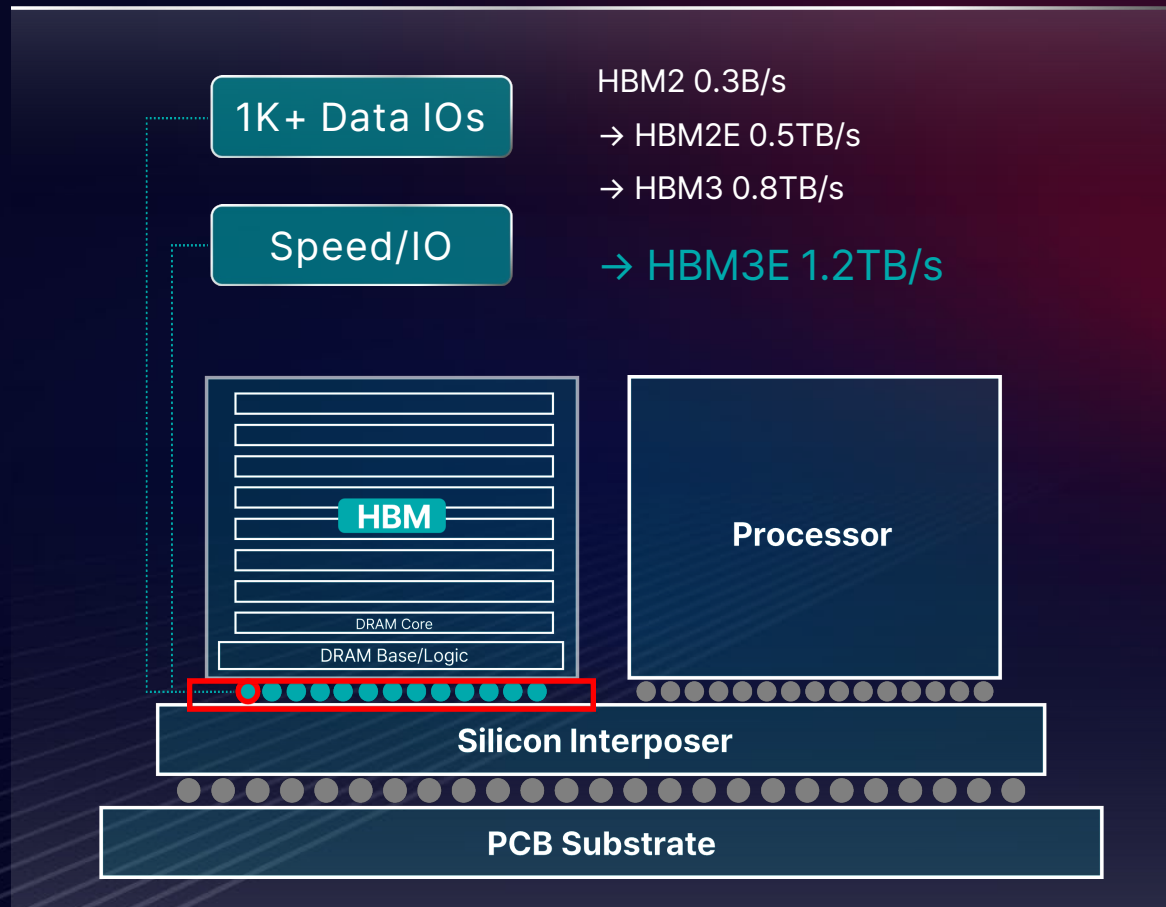 1K+ Data IOs
Speed/IO
HBM2 0.3B/s
→ HBM2E 0.5TB/s
→ HBM3 0.8TB/s
→ HBM3E 1.2TB/s
HBM
DRAM Core
DRAM Base/Logic
Processor
Silicon Interposer
PCB Substrate